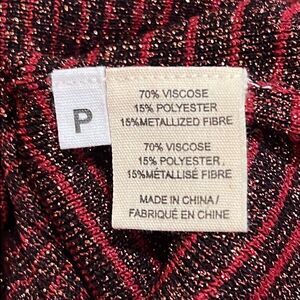 P
70% VISCOSE
15% POLYESTER
15%METALLIZED FIBRE
70% VISCOSE
15% POLYESTER
15%MÉTALLISÉ FIBRE
MADE IN CHINA/
FABRIQUÉ EN CHINE